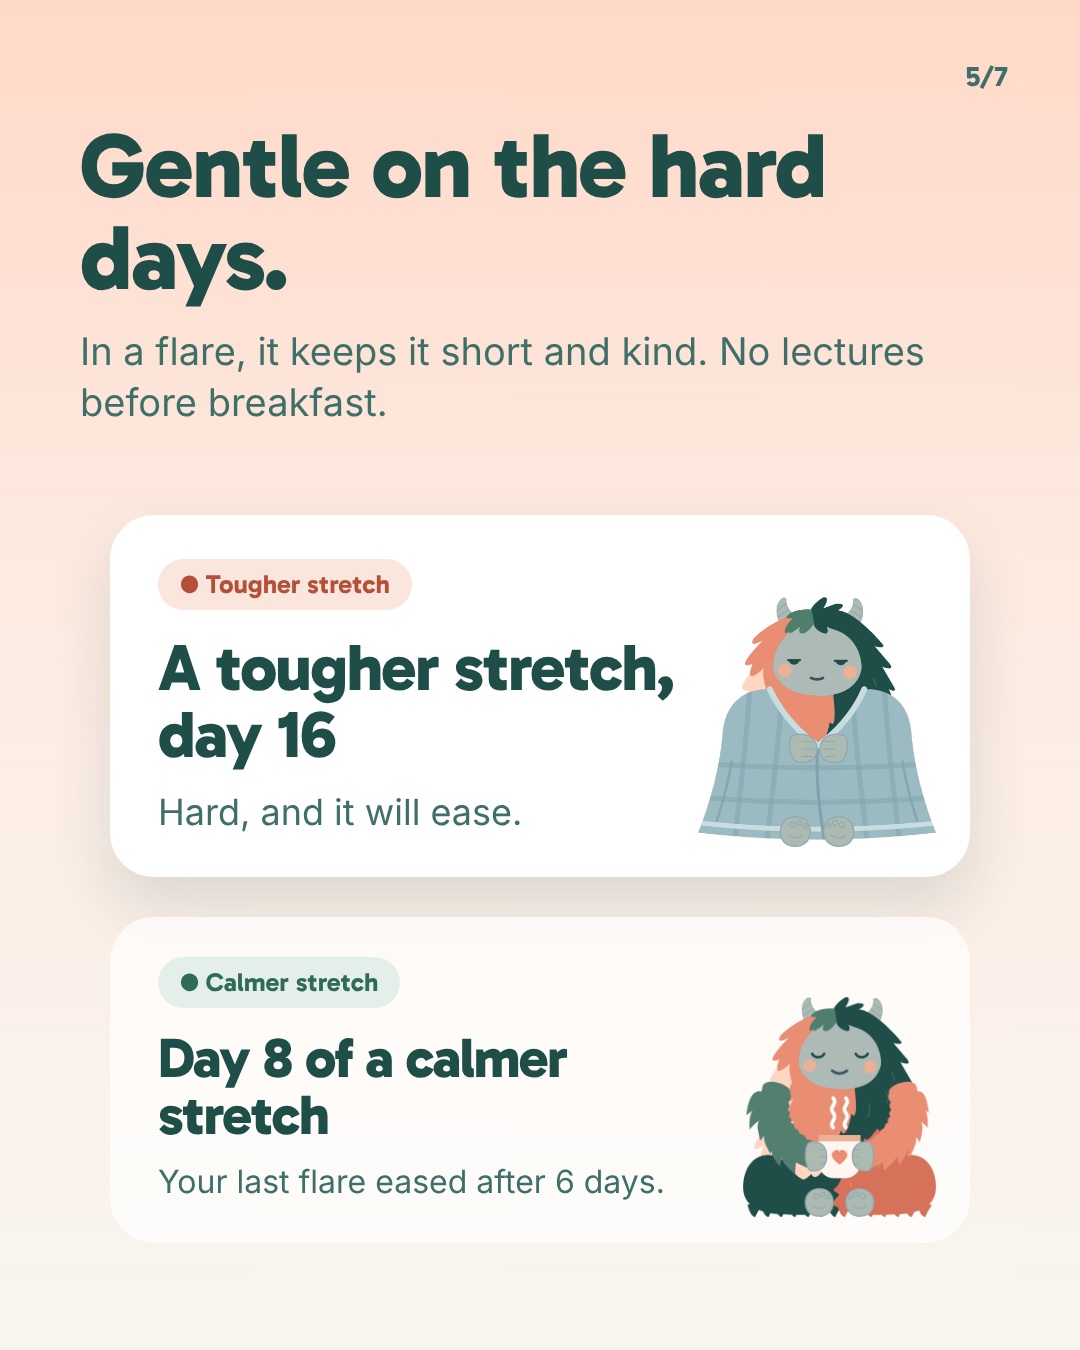 5/7
Gentle on the hard
days.
In a flare, it keeps it short and kind. No lectures
before breakfast.
Tougher stretch
A tougher stretch,
day 16
Hard, and it will ease.
Calmer stretch
Day 8 of a calmer
stretch
Your last flare eased after 6 days.